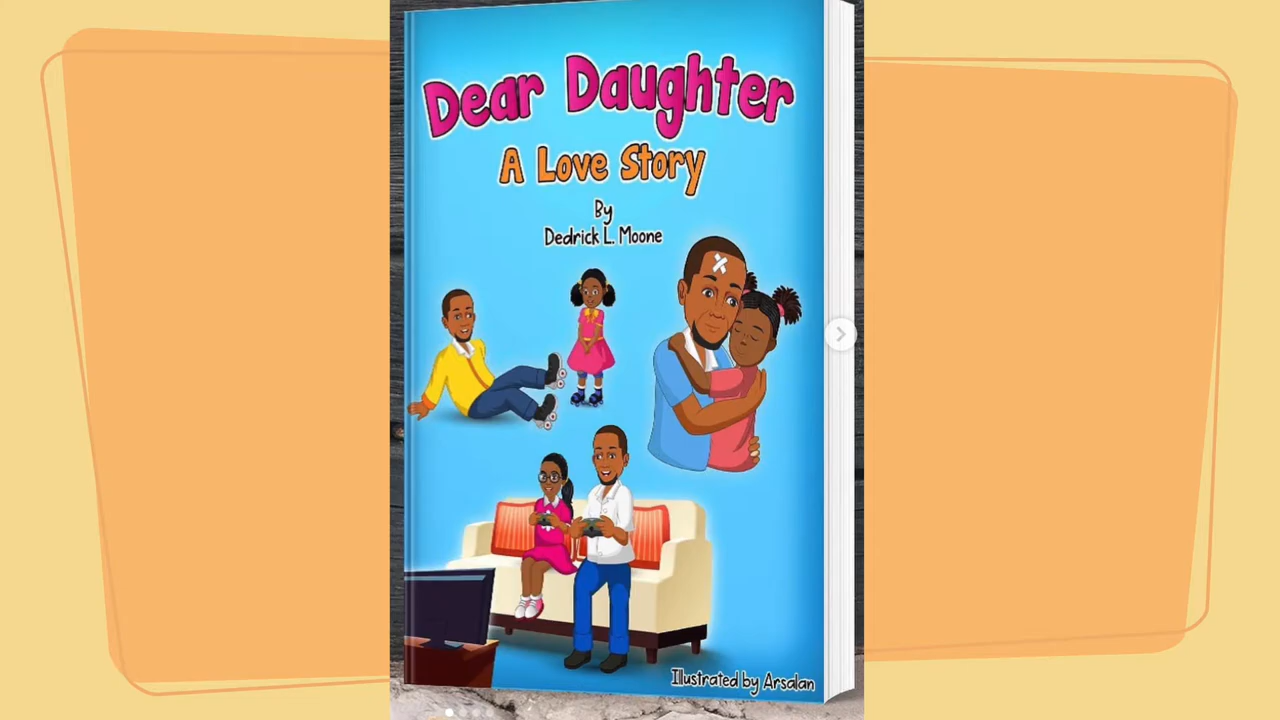 Dear Daughter
A Love Story
By
Dedrick L. Moone
Illustrated by Arsalan